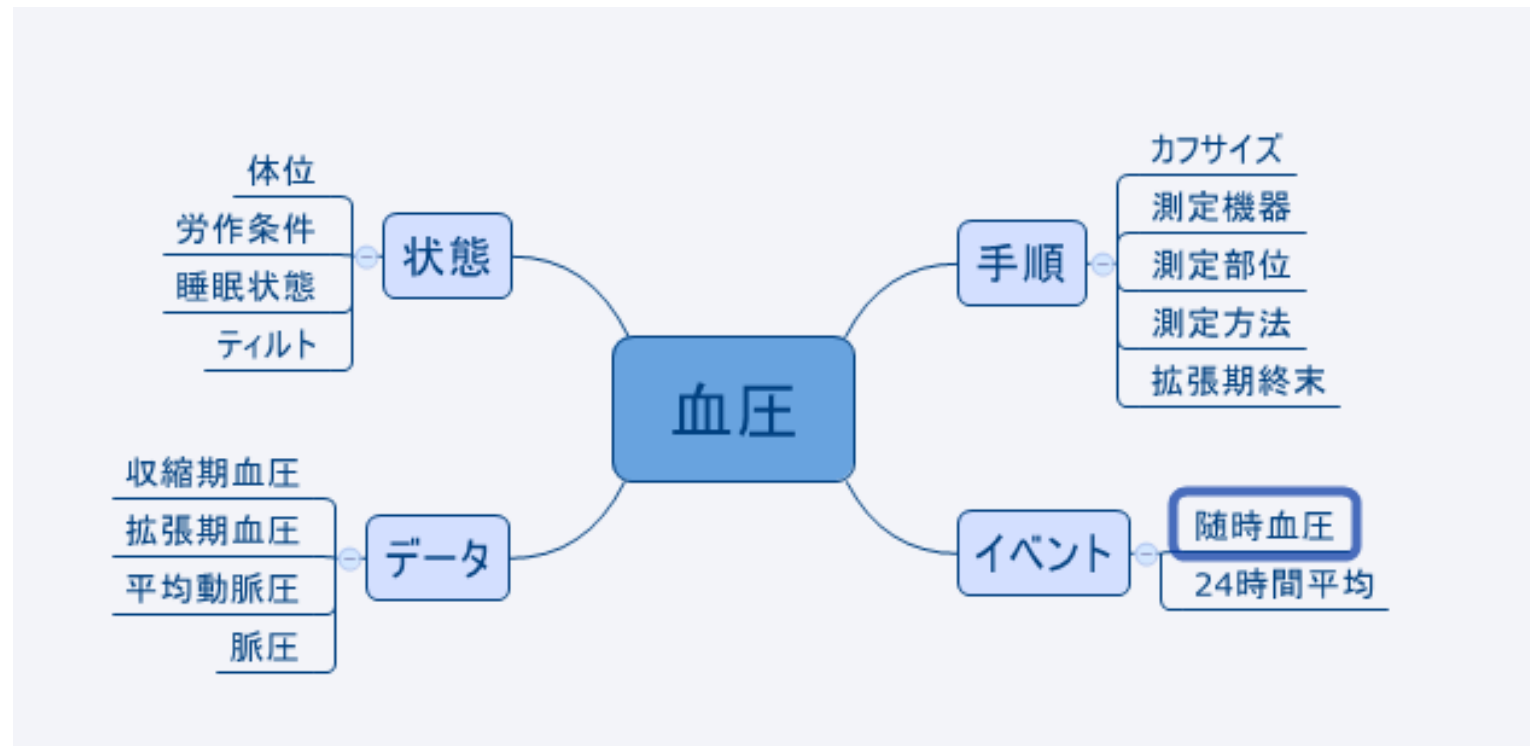 体位
労作条件
睡眠状態
ティルト
状態
収縮期血圧
拡張期血圧
平均動脈圧
脈圧
データ
血圧
手順
カフサイズ
測定機器
測定部位
測定方法
拡張期終末
イベント
随時血圧
24時間平均